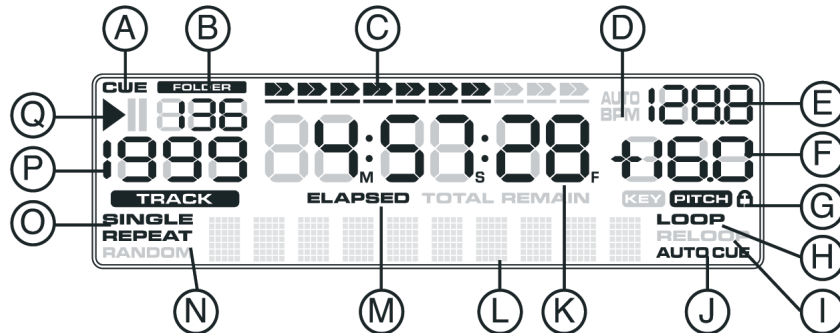 A B C D
CUE FOLDER
AUTO BPM 128.8 E
Q 136
4:57:28
M S F
P 1999 +16.0 F
TRACK ELAPSED TOTAL REMAIN KEY PITCH G
O SINGLE LOOP
REPEAT RELOOP H
RANDOM AUTO CUE
N M L K J I